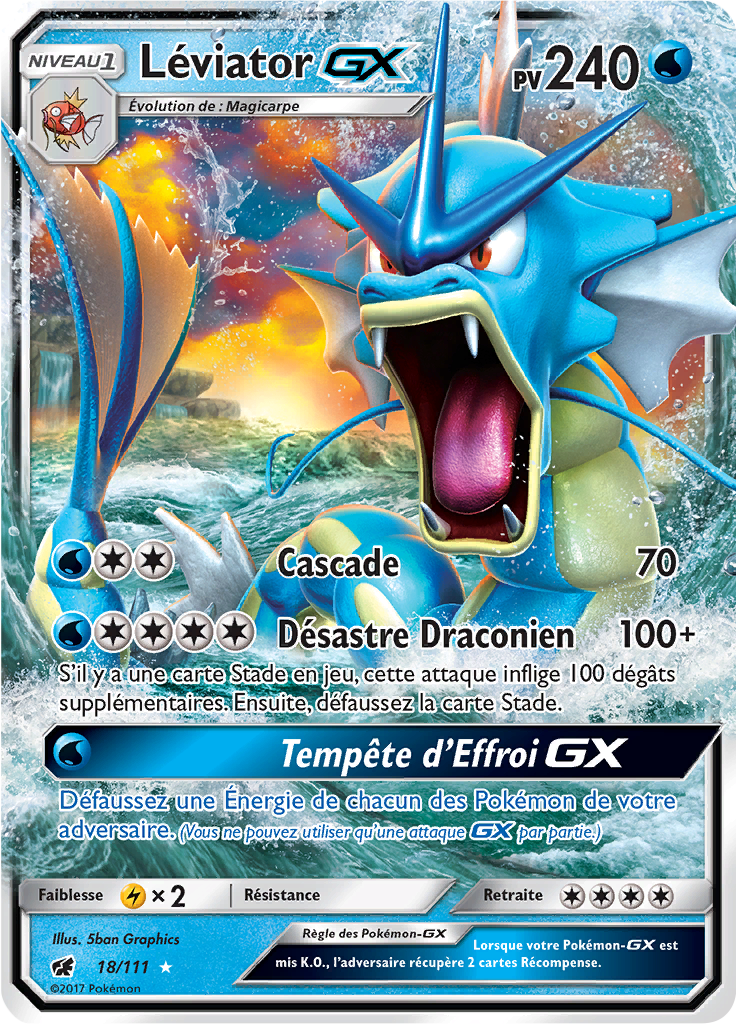 NIVEAU1
Léviator GX
PV240
Évolution de : Magicarpe
Cascade 70
Désastre Draconien 100+
S'il y a une carte Stade en jeu, cette attaque inflige 100 dégâts
supplémentaires. Ensuite, défaussez la carte Stade.
Tempête d'Effroi GX
Défaussez une Énergie de chacun des Pokémon de votre
adversaire. (Vous ne pouvez utiliser qu'une attaque GX par partie.)
Faiblesse ×2 Résistance Retraite
Illus. 5ban Graphics
18/111
©2017 Pokémon
Règle des Pokémon-GX
Lorsque votre Pokémon-GX est
mis K.O., l'adversaire récupère 2 cartes Récompense.